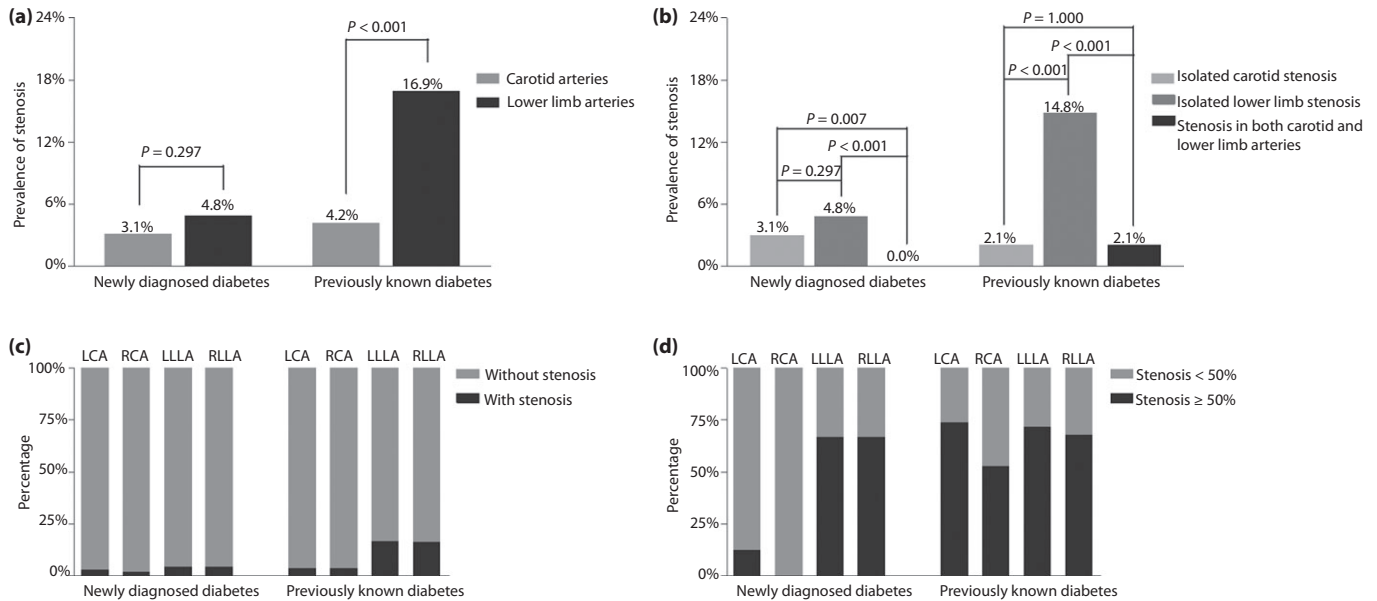 (a)
24%
18%
12%
6%
0%
Prevalence of stenosis
P < 0.001
16.9%
P = 0.297
3.1%
4.8%
4.2%
Newly diagnosed diabetes
Previously known diabetes
Carotid arteries
Lower limb arteries
(b)
24%
18%
12%
6%
0%
Prevalence of stenosis
P = 1.000
P < 0.001
P < 0.001
14.8%
P = 0.007
P < 0.001
P = 0.297
3.1%
4.8%
0.0%
2.1%
2.1%
Newly diagnosed diabetes
Previously known diabetes
Isolated carotid stenosis
Isolated lower limb stenosis
Stenosis in both carotid and
lower limb arteries
(c)
LCA RCA LLLA RLLA
LCA RCA LLLA RLLA
100%
75%
50%
25%
0%
Percentage
Newly diagnosed diabetes
Previously known diabetes
Without stenosis
With stenosis
(d)
LCA RCA LLLA RLLA
LCA RCA LLLA RLLA
100%
75%
50%
25%
0%
Percentage
Newly diagnosed diabetes
Previously known diabetes
Stenosis < 50%
Stenosis ≥ 50%